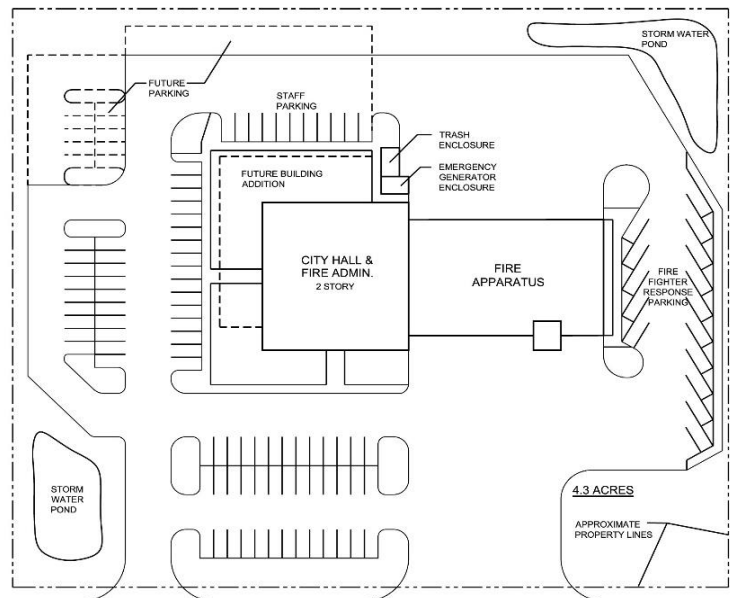 STORM WATER
POND
FUTURE
PARKING
STAFF
PARKING
TRASH
ENCLOSURE
EMERGENCY
GENERATOR
ENCLOSURE
FUTURE BUILDING
ADDITION
CITY HALL &
FIRE ADMIN.
2 STORY
FIRE
APPARATUS
FIRE
FIGHTER
RESPONSE
PARKING
STORM
WATER
POND
4.3 ACRES
APPROXIMATE
PROPERTY LINES